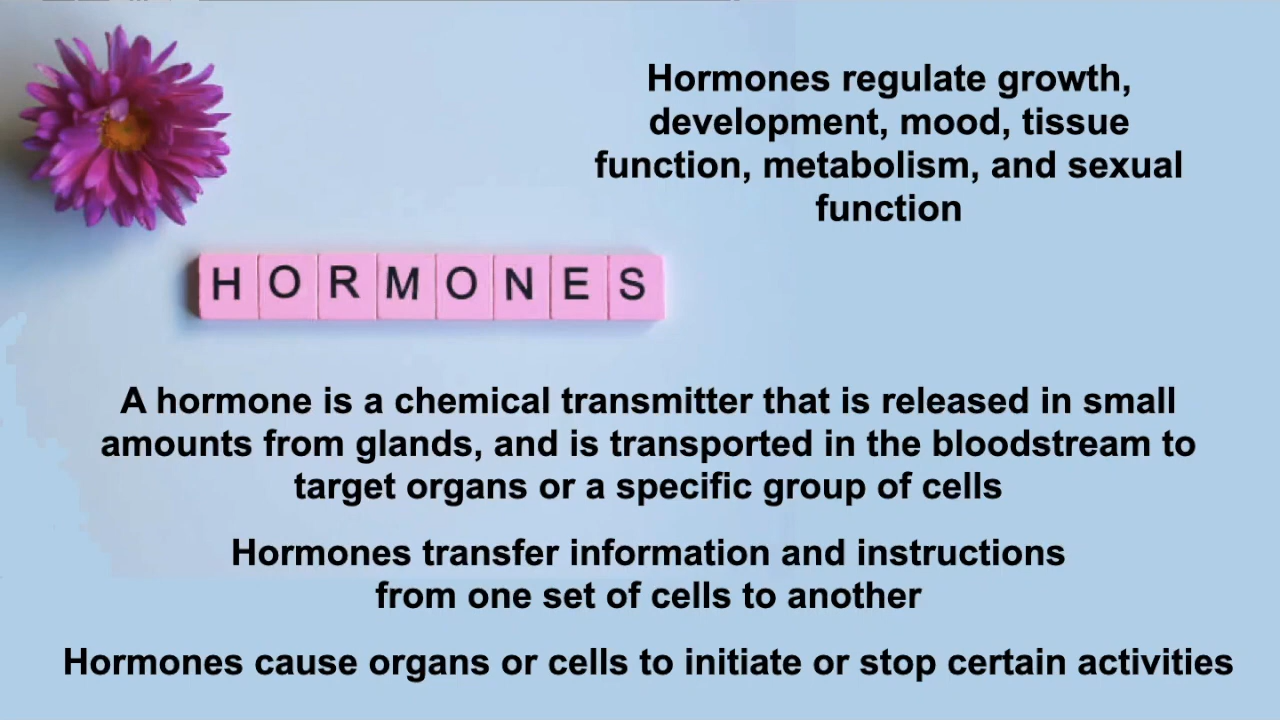 Hormones regulate growth,
development, mood, tissue
function, metabolism, and sexual
function
HORMONES
A hormone is a chemical transmitter that is released in small
amounts from glands, and is transported in the bloodstream to
target organs or a specific group of cells
Hormones transfer information and instructions
from one set of cells to another
Hormones cause organs or cells to initiate or stop certain activities